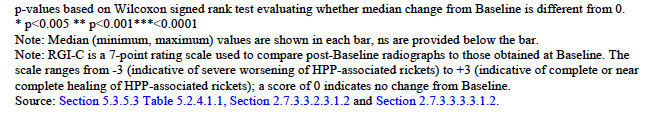 p-values based on Wilcoxon signed rank test evaluating whether median change from Baseline is different from 0.
* p<0.005 ** p<0.001***<0.0001
Note: Median (minimum, maximum) values are shown in each bar, ns are provided below the bar.
Note: RGI-C is a 7-point rating scale used to compare post-Baseline radiographs to those obtained at Baseline. The
scale ranges from -3 (indicative of severe worsening of HPP-associated rickets) to +3 (indicative of complete or near
complete healing of HPP-associated rickets); a score of 0 indicates no change from Baseline.
Source: Section 5.3.5.3 Table 5.2.4.1.1, Section 2.7.3.3.2.3.1.2 and Section 2.7.3.3.3.3.1.2.